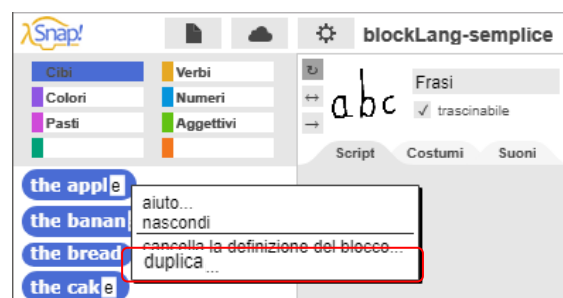 Snap!
blockLang-semplice
Cibi
Verbi
Colori
Numeri
Pasti
Aggettivi
abc
Frasi
trascinabile
Script Costumi Suoni
the apple
the banan
the bread
the cake
aiuto...
nascondi
cancella la definizione del blocco...
duplica
...